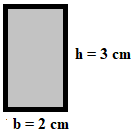 h = 3 cm
b = 2 cm